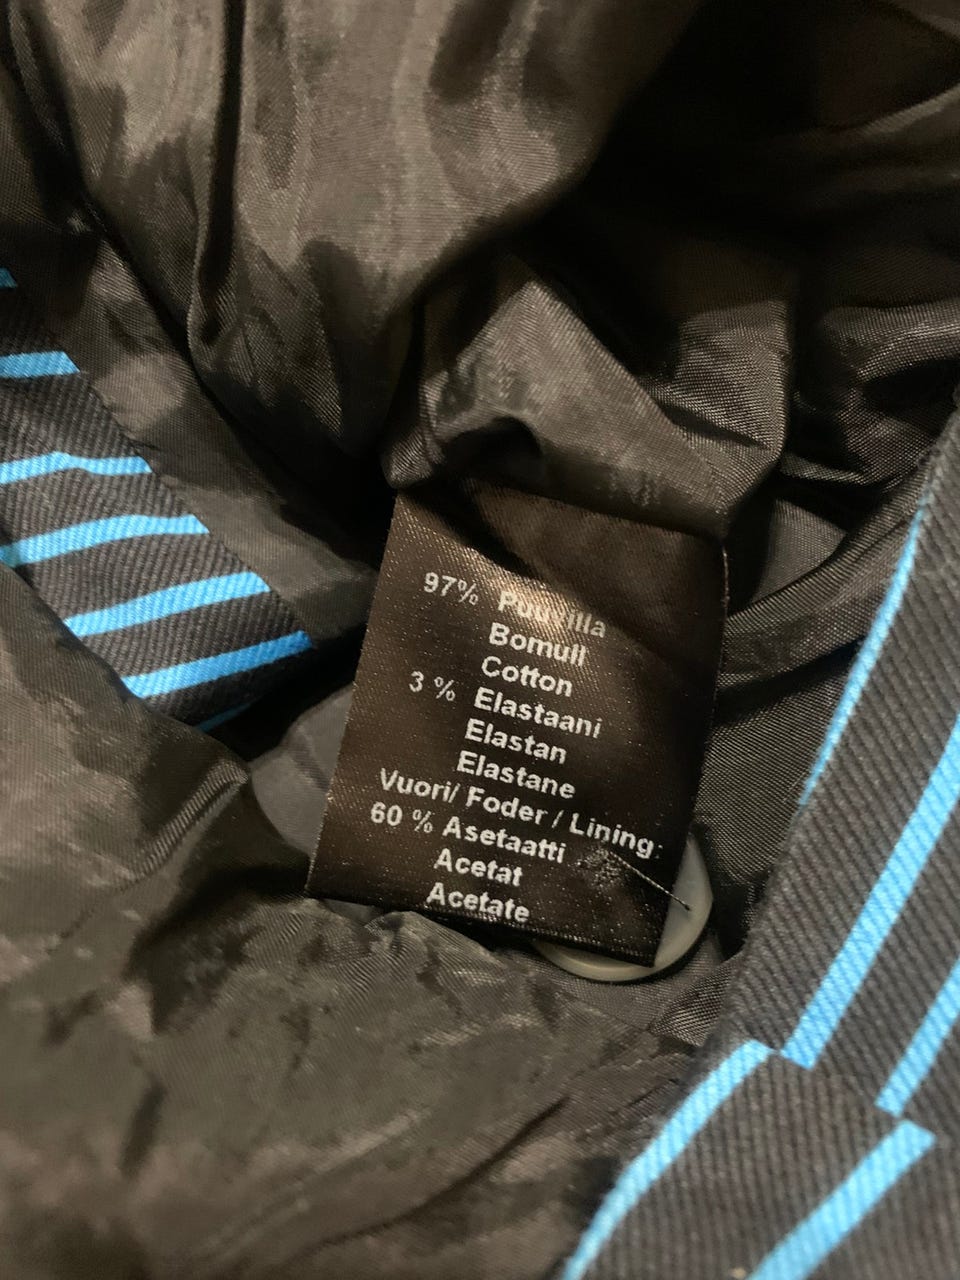 97% Puuvilla
Bomull
Cotton
3 % Elastaani
Elastan
Elastane
Vuori/ Foder / Lining:
60 % Asetaatti
Acetat
Acetate